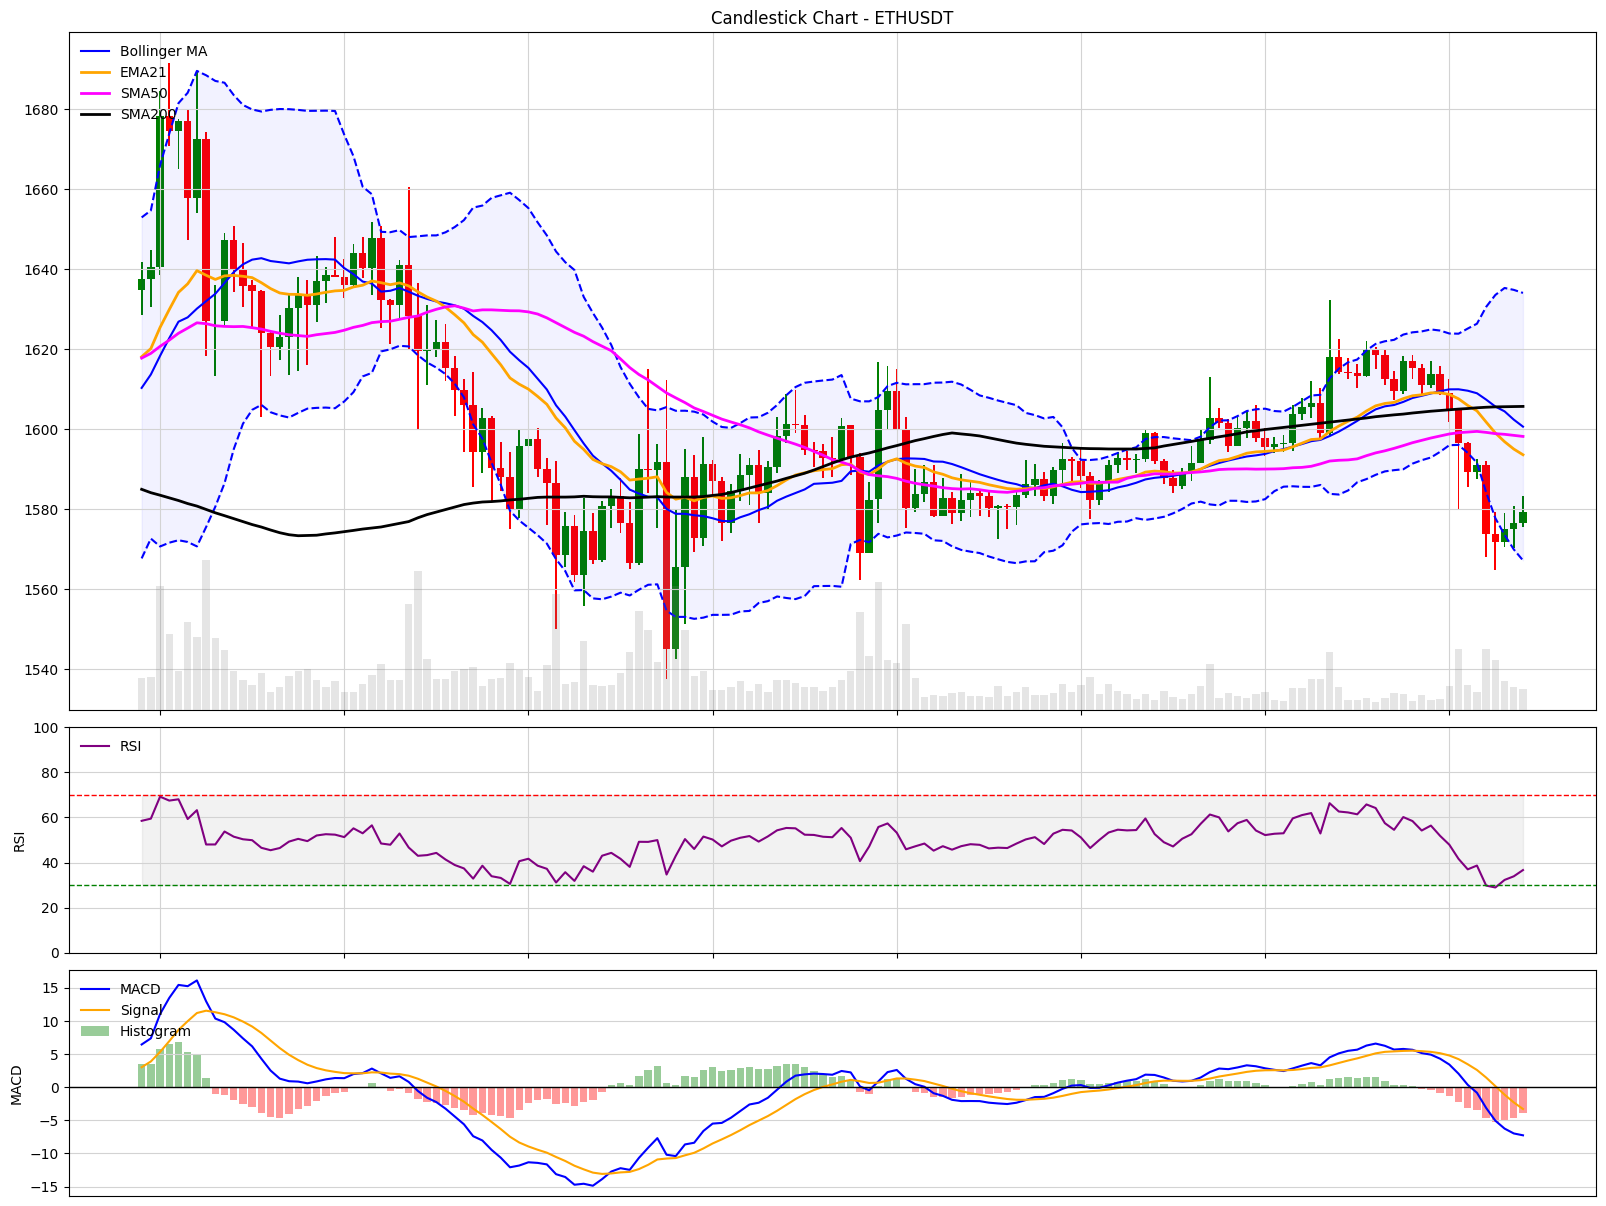 Candlestick Chart - ETHUSDT
Bollinger MA
EMA21
SMA50
SMA200
1680
1660
1640
1620
1600
1580
1560
1540
RSI
100
80
60
40
20
0
RSI
MACD
Signal
Histogram
15
10
5
0
−5
−10
−15
MACD